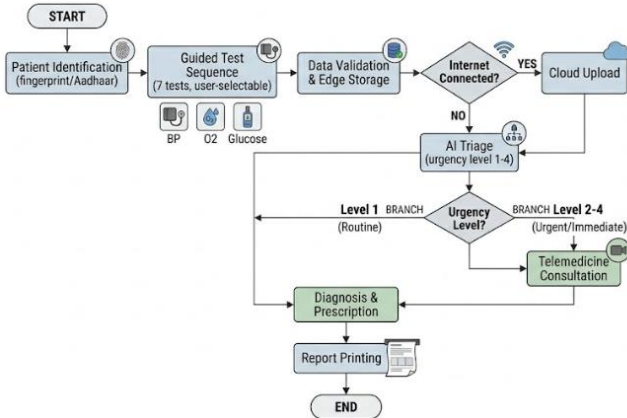 START
Patient Identification
(fingerprint/Aadhaar)
Guided Test
Sequence
(7 tests, user-selectable)
BP
O2
Glucose
Data Validation
& Edge Storage
Internet
Connected?
YES
Cloud Upload
NO
AI Triage
(urgency level 1-4)
Level 1 BRANCH
(Routine)
Urgency
Level?
BRANCH Level 2-4
(Urgent/Immediate)
Telemedicine
Consultation
Diagnosis &
Prescription
Report Printing
END